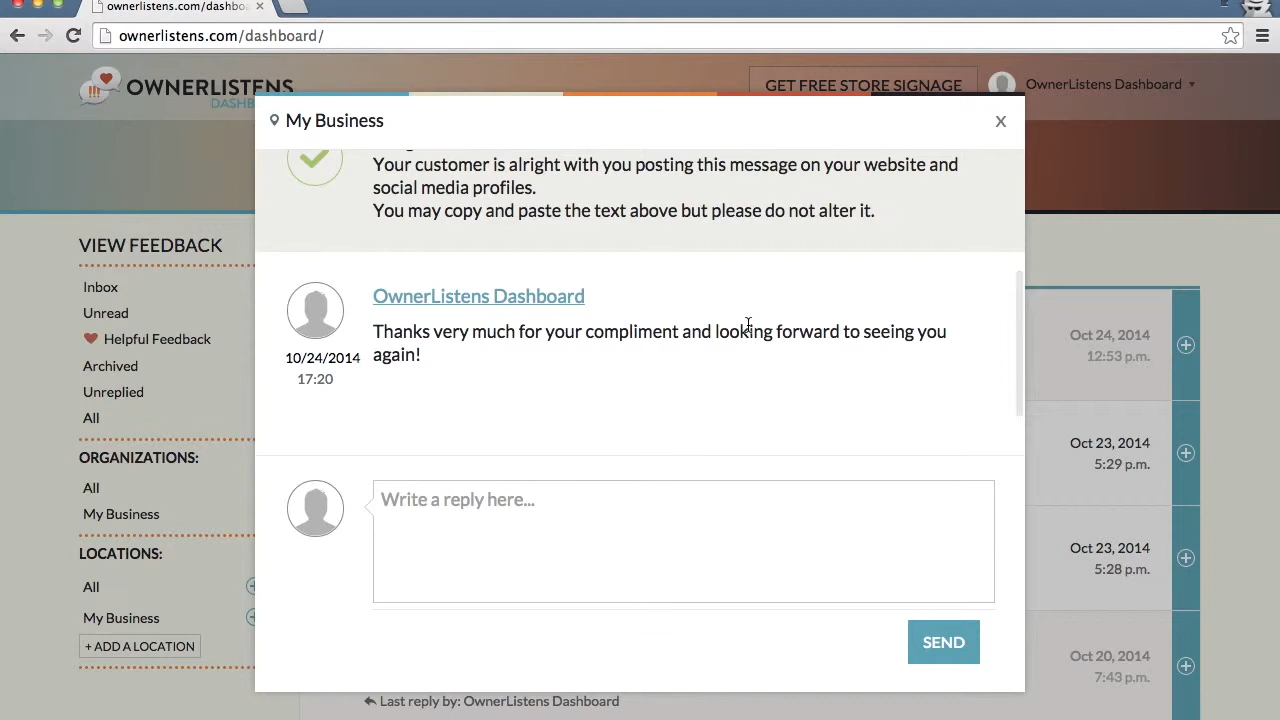 ownerlistens.com/dashboa
ownerlistens.com/dashboard/
OWNERLISTENS
DASHB
GET FREE STORE SIGNAGE
OwnerListens Dashboard
My Business
X
Your customer is alright with you posting this message on your website and
social media profiles.
You may copy and paste the text above but please do not alter it.
VIEW FEEDBACK
Inbox
Unread
Helpful Feedback
Archived
Unreplied
All
ORGANIZATIONS:
All
My Business
LOCATIONS:
All
My Business
+ ADD A LOCATION
OwnerListens Dashboard
Thanks very much for your compliment and looking forward to seeing you
again!
10/24/2014
17:20
Write a reply here...
SEND
Oct 24, 2014
12:53 p.m.
Oct 23, 2014
5:29 p.m.
Oct 23, 2014
5:28 p.m.
Oct 20, 2014
7:43 p.m.
Last reply by: OwnerListens Dashboard